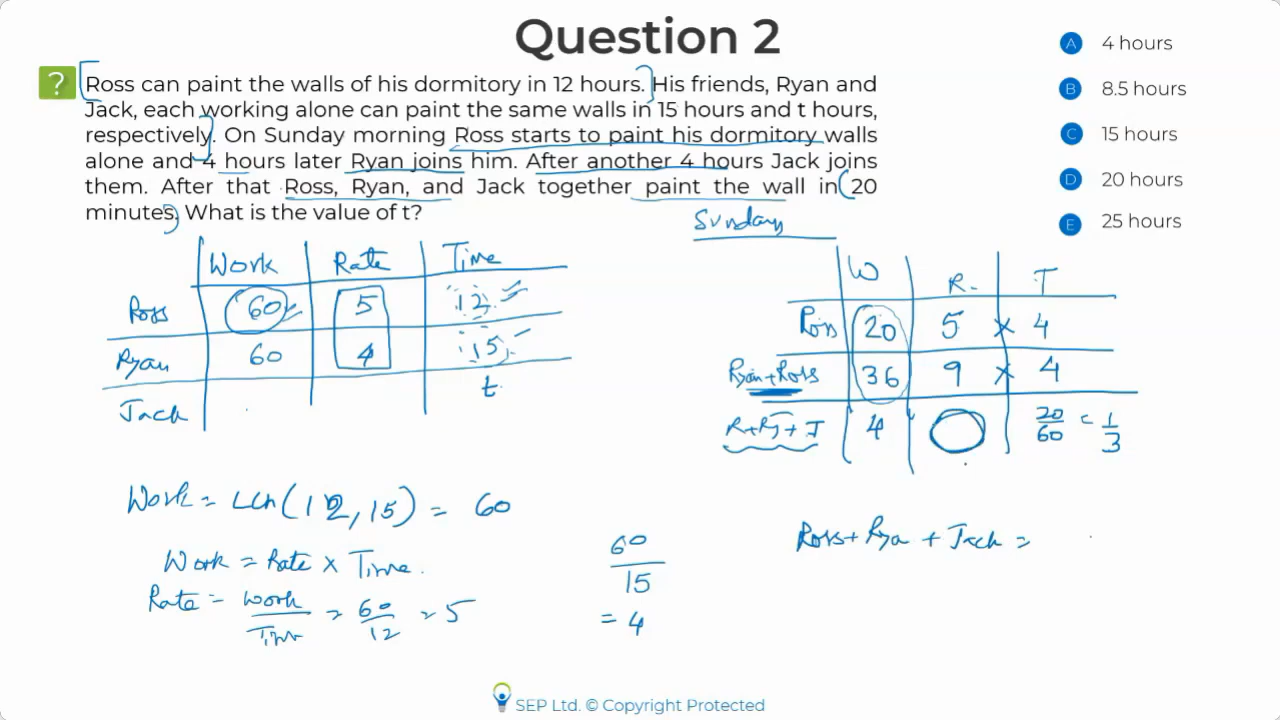 Question 2
? Ross can paint the walls of his dormitory in 12 hours. His friends, Ryan and
Jack, each working alone can paint the same walls in 15 hours and t hours,
respectively. On Sunday morning Ross starts to paint his dormitory walls
alone and 4 hours later Ryan joins him. After another 4 hours Jack joins
them. After that Ross, Ryan, and Jack together paint the wall in 20
minutes. What is the value of t?
A 4 hours
B 8.5 hours
C 15 hours
D 20 hours
E 25 hours
Work Rate Time
Ross 60 5 12
Ryan 60 4 15
Jack t
Sunday
W R T
Ross 20 5 × 4
Ryan+Ross 36 9 × 4
R+Ry+J 4 20/60 = 1/3
Work = LCM(12, 15) = 60
Work = Rate × Time.
Rate = Work/Time = 60/12 = 5
60/15
= 4
Ross + Rya + Jack =
SEP Ltd. © Copyright Protected